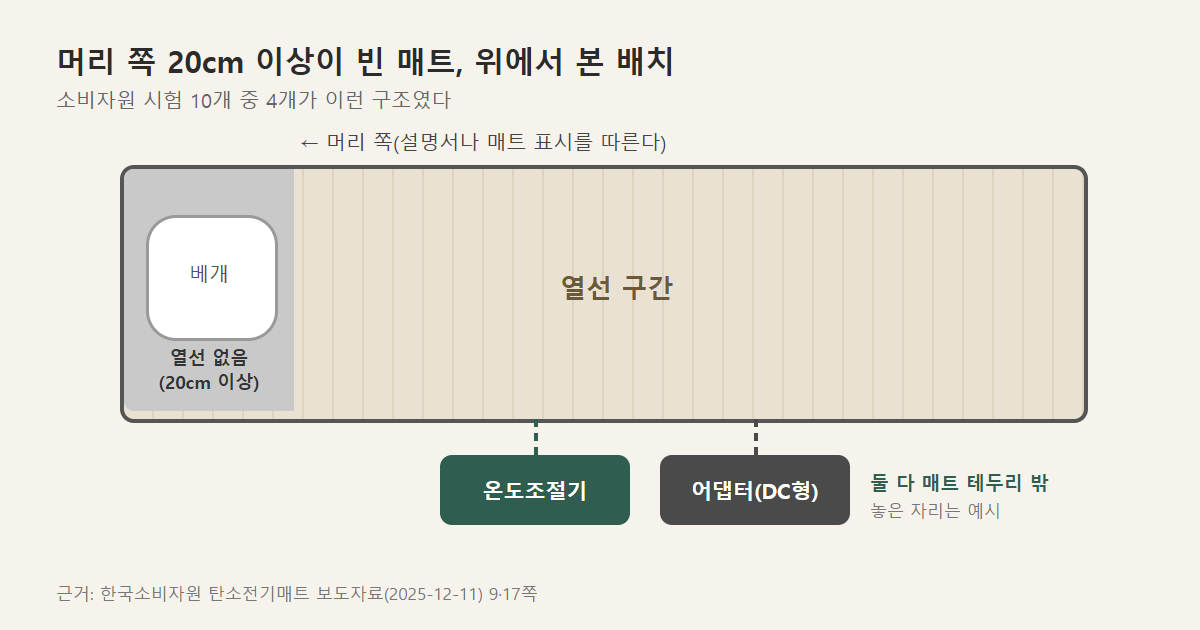 머리 쪽 20cm 이상이 빈 매트, 위에서 본 배치
소비자원 시험 10개 중 4개가 이런 구조였다
← 머리 쪽(설명서나 매트 표시를 따른다)
베개
열선 없음
(20cm 이상)
열선 구간
온도조절기
어댑터(DC형)
둘 다 매트 테두리 밖
놓은 자리는 예시
근거: 한국소비자원 탄소전기매트 보도자료(2025-12-11) 9·17쪽